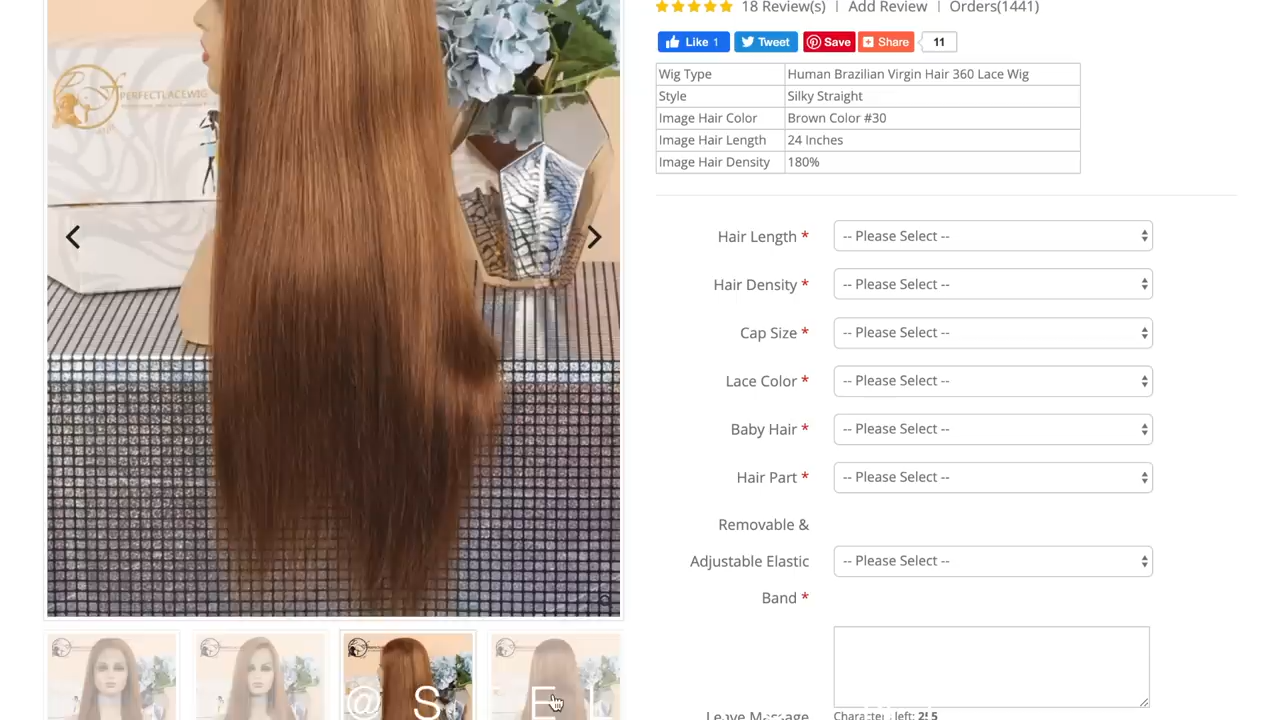 18 Review(s) | Add Review | Orders(1441)
Like 1 Tweet Save Share 11
Wig Type Human Brazilian Virgin Hair 360 Lace Wig
Style Silky Straight
Image Hair Color Brown Color #30
Image Hair Length 24 Inches
Image Hair Density 180%
PERFECTLACEWIG
Hair Length * -- Please Select --
Hair Density * -- Please Select --
Cap Size * -- Please Select --
Lace Color * -- Please Select --
Baby Hair * -- Please Select --
Hair Part * -- Please Select --
Removable &
Adjustable Elastic -- Please Select --
Band *
@ S T E L
Leave Massage